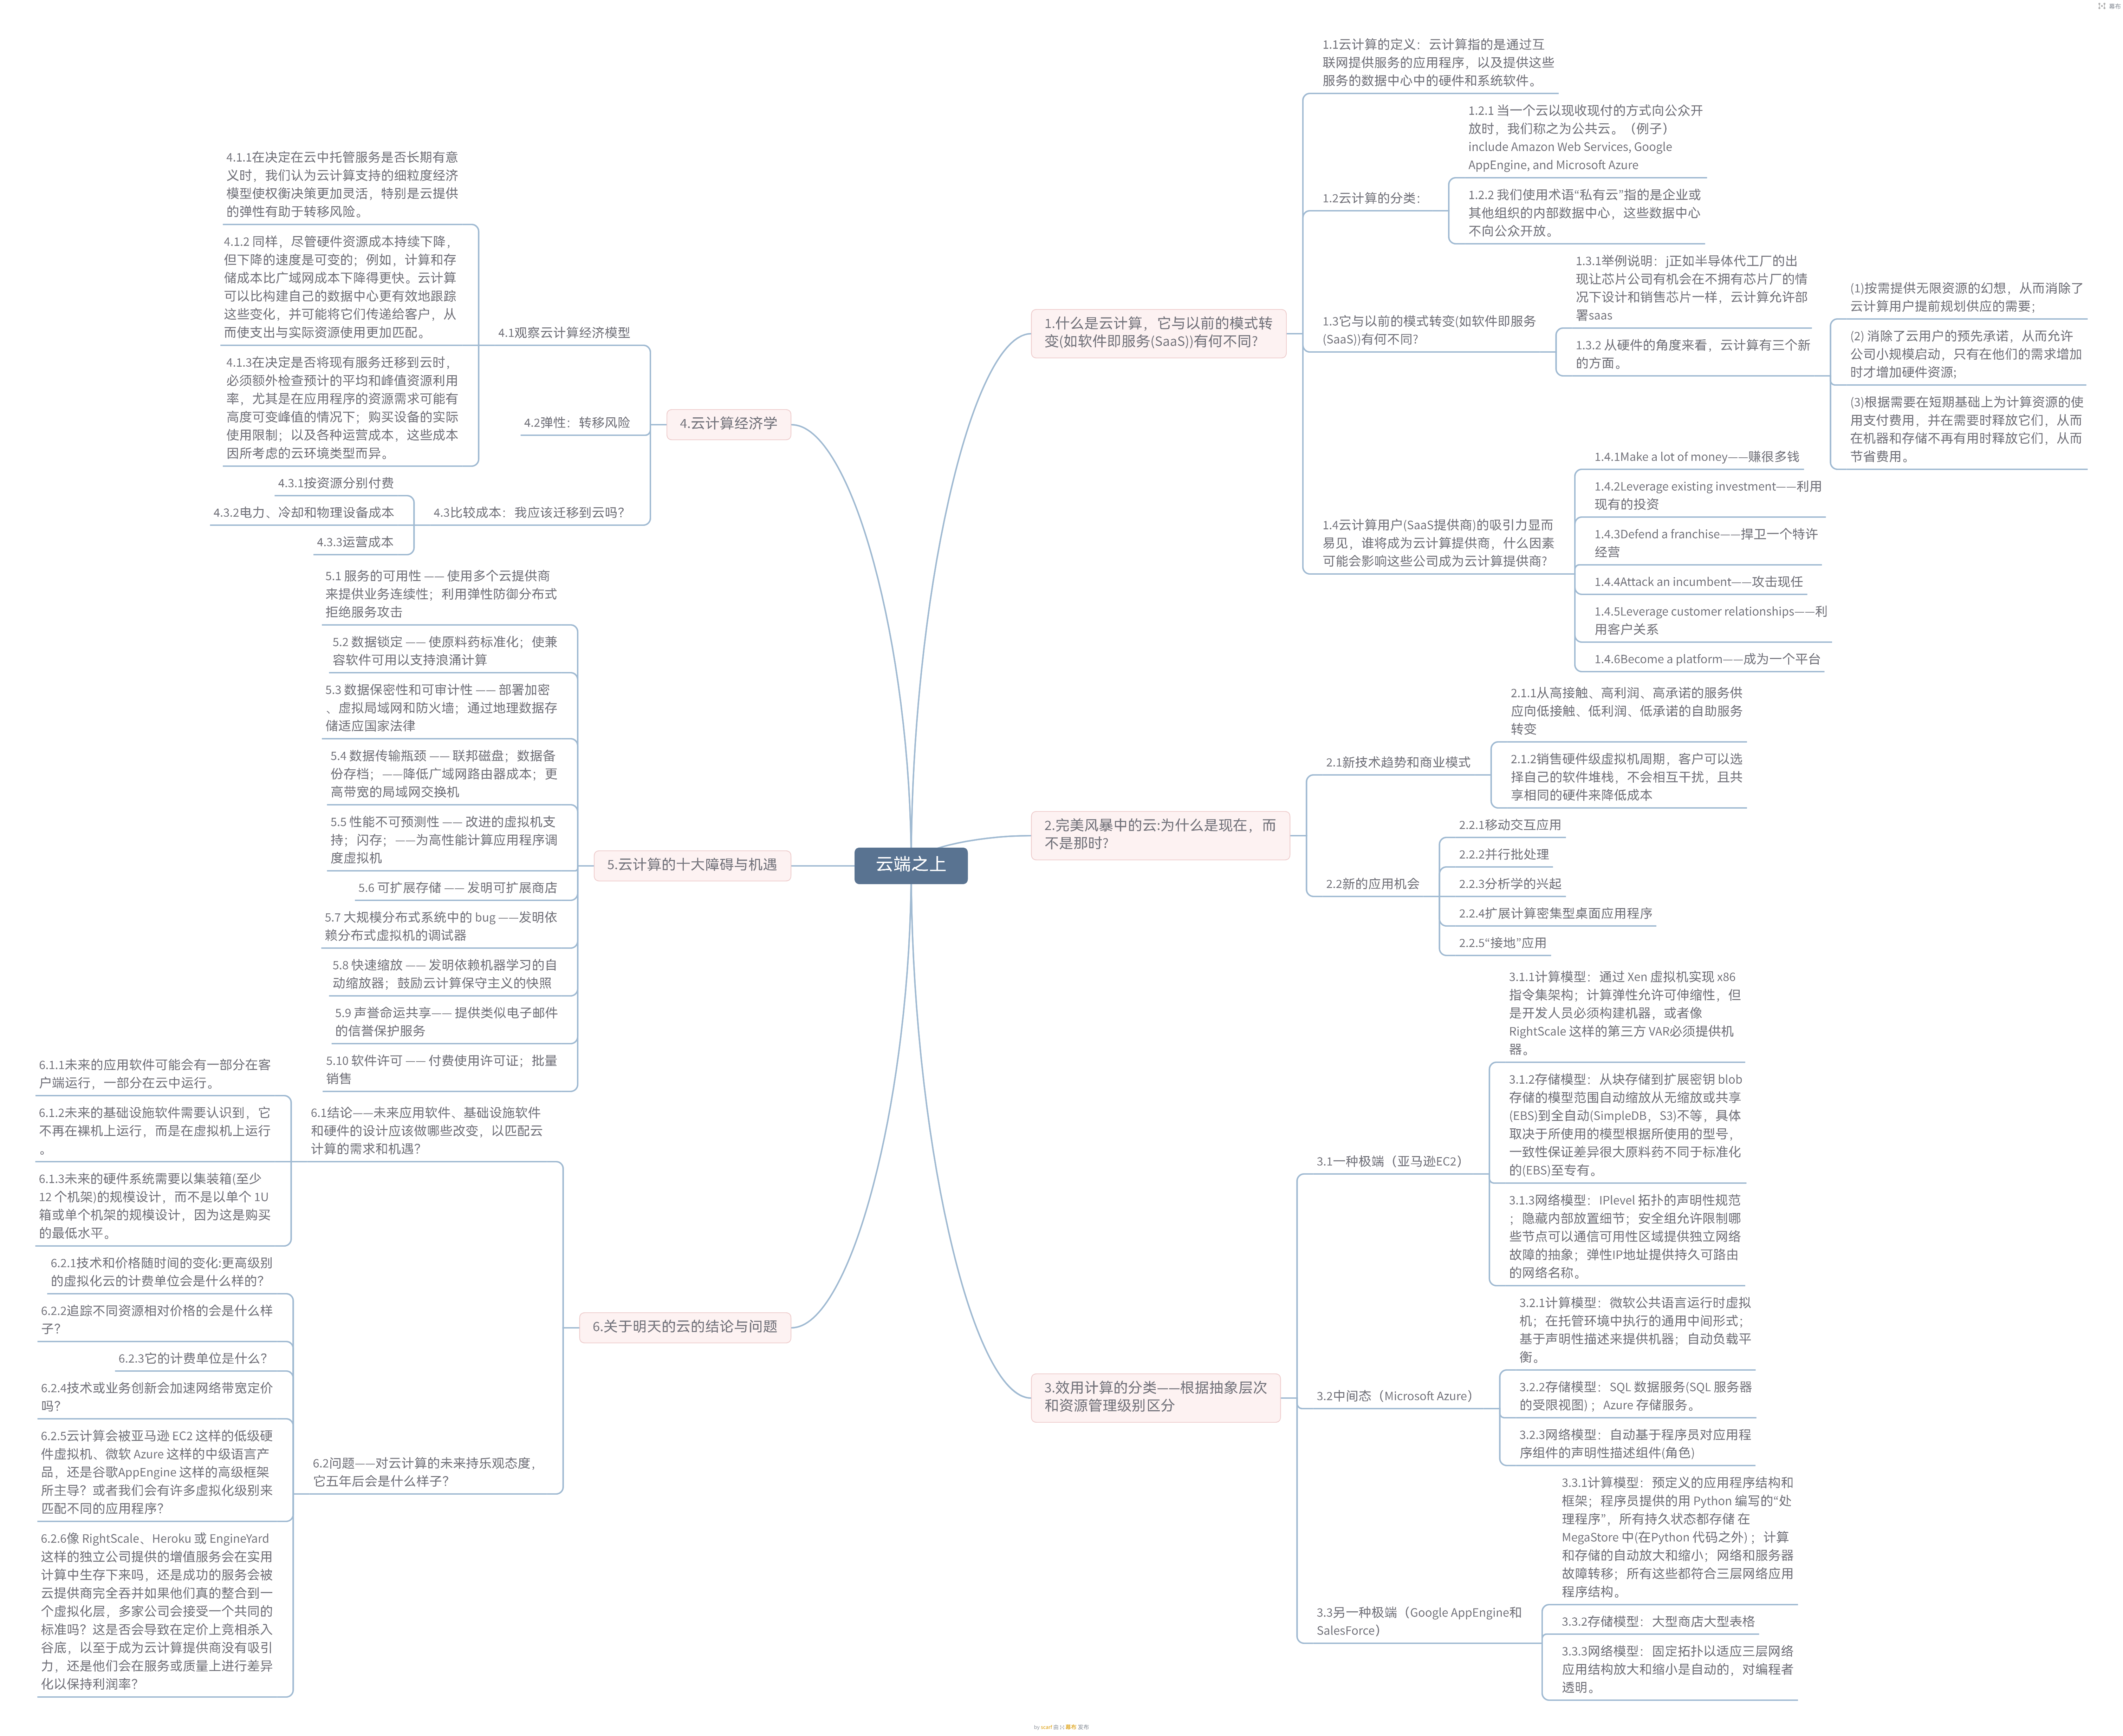 幕布
云端之上
1.什么是云计算，它与以前的模式转
变(如软件即服务(SaaS))有何不同?
1.1云计算的定义：云计算指的是通过互
联网提供服务的应用程序，以及提供这些
服务的数据中心中的硬件和系统软件。
1.2云计算的分类：
1.2.1 当一个云以现收现付的方式向公众开
放时，我们称之为公共云。（例子）
include Amazon Web Services, Google
AppEngine, and Microsoft Azure
1.2.2 我们使用术语“私有云”指的是企业或
其他组织的内部数据中心，这些数据中心
不向公众开放。
1.3它与以前的模式转变(如软件即服务
(SaaS))有何不同?
1.3.1举例说明：j正如半导体代工厂的出
现让芯片公司有机会在不拥有芯片厂的情
况下设计和销售芯片一样，云计算允许部
署saas
1.3.2 从硬件的角度来看，云计算有三个新
的方面。
(1)按需提供无限资源的幻想，从而消除了
云计算用户提前规划供应的需要;
(2) 消除了云用户的预先承诺，从而允许
公司小规模启动，只有在他们的需求增加
时才增加硬件资源;
(3)根据需要在短期基础上为计算资源的使
用支付费用，并在需要时释放它们，从而
在机器和存储不再有用时释放它们，从而
节省费用。
1.4云计算用户(SaaS提供商)的吸引力显而
易见，谁将成为云计算提供商，什么因素
可能会影响这些公司成为云计算提供商?
1.4.1Make a lot of money——赚很多钱
1.4.2Leverage existing investment——利用
现有的投资
1.4.3Defend a franchise——捍卫一个特许
经营
1.4.4Attack an incumbent——攻击现任
1.4.5Leverage customer relationships——利
用客户关系
1.4.6Become a platform——成为一个平台
2.完美风暴中的云:为什么是现在，而
不是那时?
2.1新技术趋势和商业模式
2.1.1从高接触、高利润、高承诺的服务供
应向低接触、低利润、低承诺的自助服务
转变
2.1.2销售硬件级虚拟机周期，客户可以选
择自己的软件堆栈，不会相互干扰，且共
享相同的硬件来降低成本
2.2新的应用机会
2.2.1移动交互应用
2.2.2并行批处理
2.2.3分析学的兴起
2.2.4扩展计算密集型桌面应用程序
2.2.5“接地”应用
3.效用计算的分类——根据抽象层次
和资源管理级别区分
3.1一种极端（亚马逊EC2）
3.1.1计算模型：通过 Xen 虚拟机实现 x86
指令集架构；计算弹性允许可伸缩性，但
是开发人员必须构建机器，或者像
RightScale 这样的第三方 VAR必须提供机
器。
3.1.2存储模型：从块存储到扩展密钥 blob
存储的模型范围自动缩放从无缩放或共享
(EBS)到全自动(SimpleDB，S3)不等，具体
取决于所使用的模型根据所使用的型号，
一致性保证差异很大原料药不同于标准化
的(EBS)至专有。
3.1.3网络模型：IPlevel 拓扑的声明性规范
；隐藏内部放置细节；安全组允许限制哪
些节点可以通信可用性区域提供独立网络
故障的抽象；弹性IP地址提供持久可路由
的网络名称。
3.2中间态（Microsoft Azure）
3.2.1计算模型：微软公共语言运行时虚拟
机；在托管环境中执行的通用中间形式；
基于声明性描述来提供机器；自动负载平
衡。
3.2.2存储模型：SQL 数据服务(SQL 服务器
的受限视图) ；Azure 存储服务。
3.2.3网络模型：自动基于程序员对应用程
序组件的声明性描述组件(角色)
3.3另一种极端（Google AppEngine和
SalesForce）
3.3.1计算模型：预定义的应用程序结构和
框架；程序员提供的用 Python 编写的“处
理程序”，所有持久状态都存储 在
MegaStore 中(在Python 代码之外) ；计算
和存储的自动放大和缩小；网络和服务器
故障转移；所有这些都符合三层网络应用
程序结构。
3.3.2存储模型：大型商店大型表格
3.3.3网络模型：固定拓扑以适应三层网络
应用结构放大和缩小是自动的，对编程者
透明。
4.云计算经济学
4.1观察云计算经济模型
4.1.1在决定在云中托管服务是否长期有意
义时，我们认为云计算支持的细粒度经济
模型使权衡决策更加灵活，特别是云提供
的弹性有助于转移风险。
4.1.2 同样，尽管硬件资源成本持续下降，
但下降的速度是可变的；例如，计算和存
储成本比广域网成本下降得更快。云计算
可以比构建自己的数据中心更有效地跟踪
这些变化，并可能将它们传递给客户，从
而使支出与实际资源使用更加匹配。
4.1.3在决定是否将现有服务迁移到云时，
必须额外检查预计的平均和峰值资源利用
率，尤其是在应用程序的资源需求可能有
高度可变峰值的情况下；购买设备的实际
使用限制；以及各种运营成本，这些成本
因所考虑的云环境类型而异。
4.2弹性：转移风险
4.3比较成本：我应该迁移到云吗?
4.3.1按资源分别付费
4.3.2电力、冷却和物理设备成本
4.3.3运营成本
5.云计算的十大障碍与机遇
5.1 服务的可用性 —— 使用多个云提供商
来提供业务连续性；利用弹性防御分布式
拒绝服务攻击
5.2 数据锁定 —— 使原料药标准化；使兼
容软件可用以支持浪涌计算
5.3 数据保密性和可审计性 —— 部署加密
、虚拟局域网和防火墙；通过地理数据存
储适应国家法律
5.4 数据传输瓶颈 —— 联邦磁盘；数据备
份存档；——降低广域网路由器成本；更
高带宽的局域网交换机
5.5 性能不可预测性 —— 改进的虚拟机支
持；闪存；——为高性能计算应用程序调
度虚拟机
5.6 可扩展存储 —— 发明可扩展商店
5.7 大规模分布式系统中的 bug ——发明依
赖分布式虚拟机的调试器
5.8 快速缩放 —— 发明依赖机器学习的自
动缩放器；鼓励云计算保守主义的快照
5.9 声誉命运共享—— 提供类似电子邮件
的信誉保护服务
5.10 软件许可 —— 付费使用许可证；批量
销售
6.关于明天的云的结论与问题
6.1结论——未来应用软件、基础设施软件
和硬件的设计应该做哪些改变，以匹配云
计算的需求和机遇?
6.1.1未来的应用软件可能会有一部分在客
户端运行，一部分在云中运行。
6.1.2未来的基础设施软件需要认识到，它
不再在裸机上运行，而是在虚拟机上运行
。
6.1.3未来的硬件系统需要以集装箱(至少
12 个机架)的规模设计，而不是以单个 1U
箱或单个机架的规模设计，因为这是购买
的最低水平。
6.2问题——对云计算的未来持乐观态度，
它五年后会是什么样子?
6.2.1技术和价格随时间的变化:更高级别
的虚拟化云的计费单位会是什么样的?
6.2.2追踪不同资源相对价格的会是什么样
子?
6.2.3它的计费单位是什么?
6.2.4技术或业务创新会加速网络带宽定价
吗?
6.2.5云计算会被亚马逊 EC2 这样的低级硬
件虚拟机、微软 Azure 这样的中级语言产
品，还是谷歌AppEngine 这样的高级框架
所主导？或者我们会有许多虚拟化级别来
匹配不同的应用程序?
6.2.6像 RightScale、Heroku 或 EngineYard
这样的独立公司提供的增值服务会在实用
计算中生存下来吗，还是成功的服务会被
云提供商完全吞并如果他们真的整合到一
个虚拟化层，多家公司会接受一个共同的
标准吗？这是否会导致在定价上竞相杀入
谷底，以至于成为云计算提供商没有吸引
力，还是他们会在服务或质量上进行差异
化以保持利润率?
by scarf 由 幕布 发布